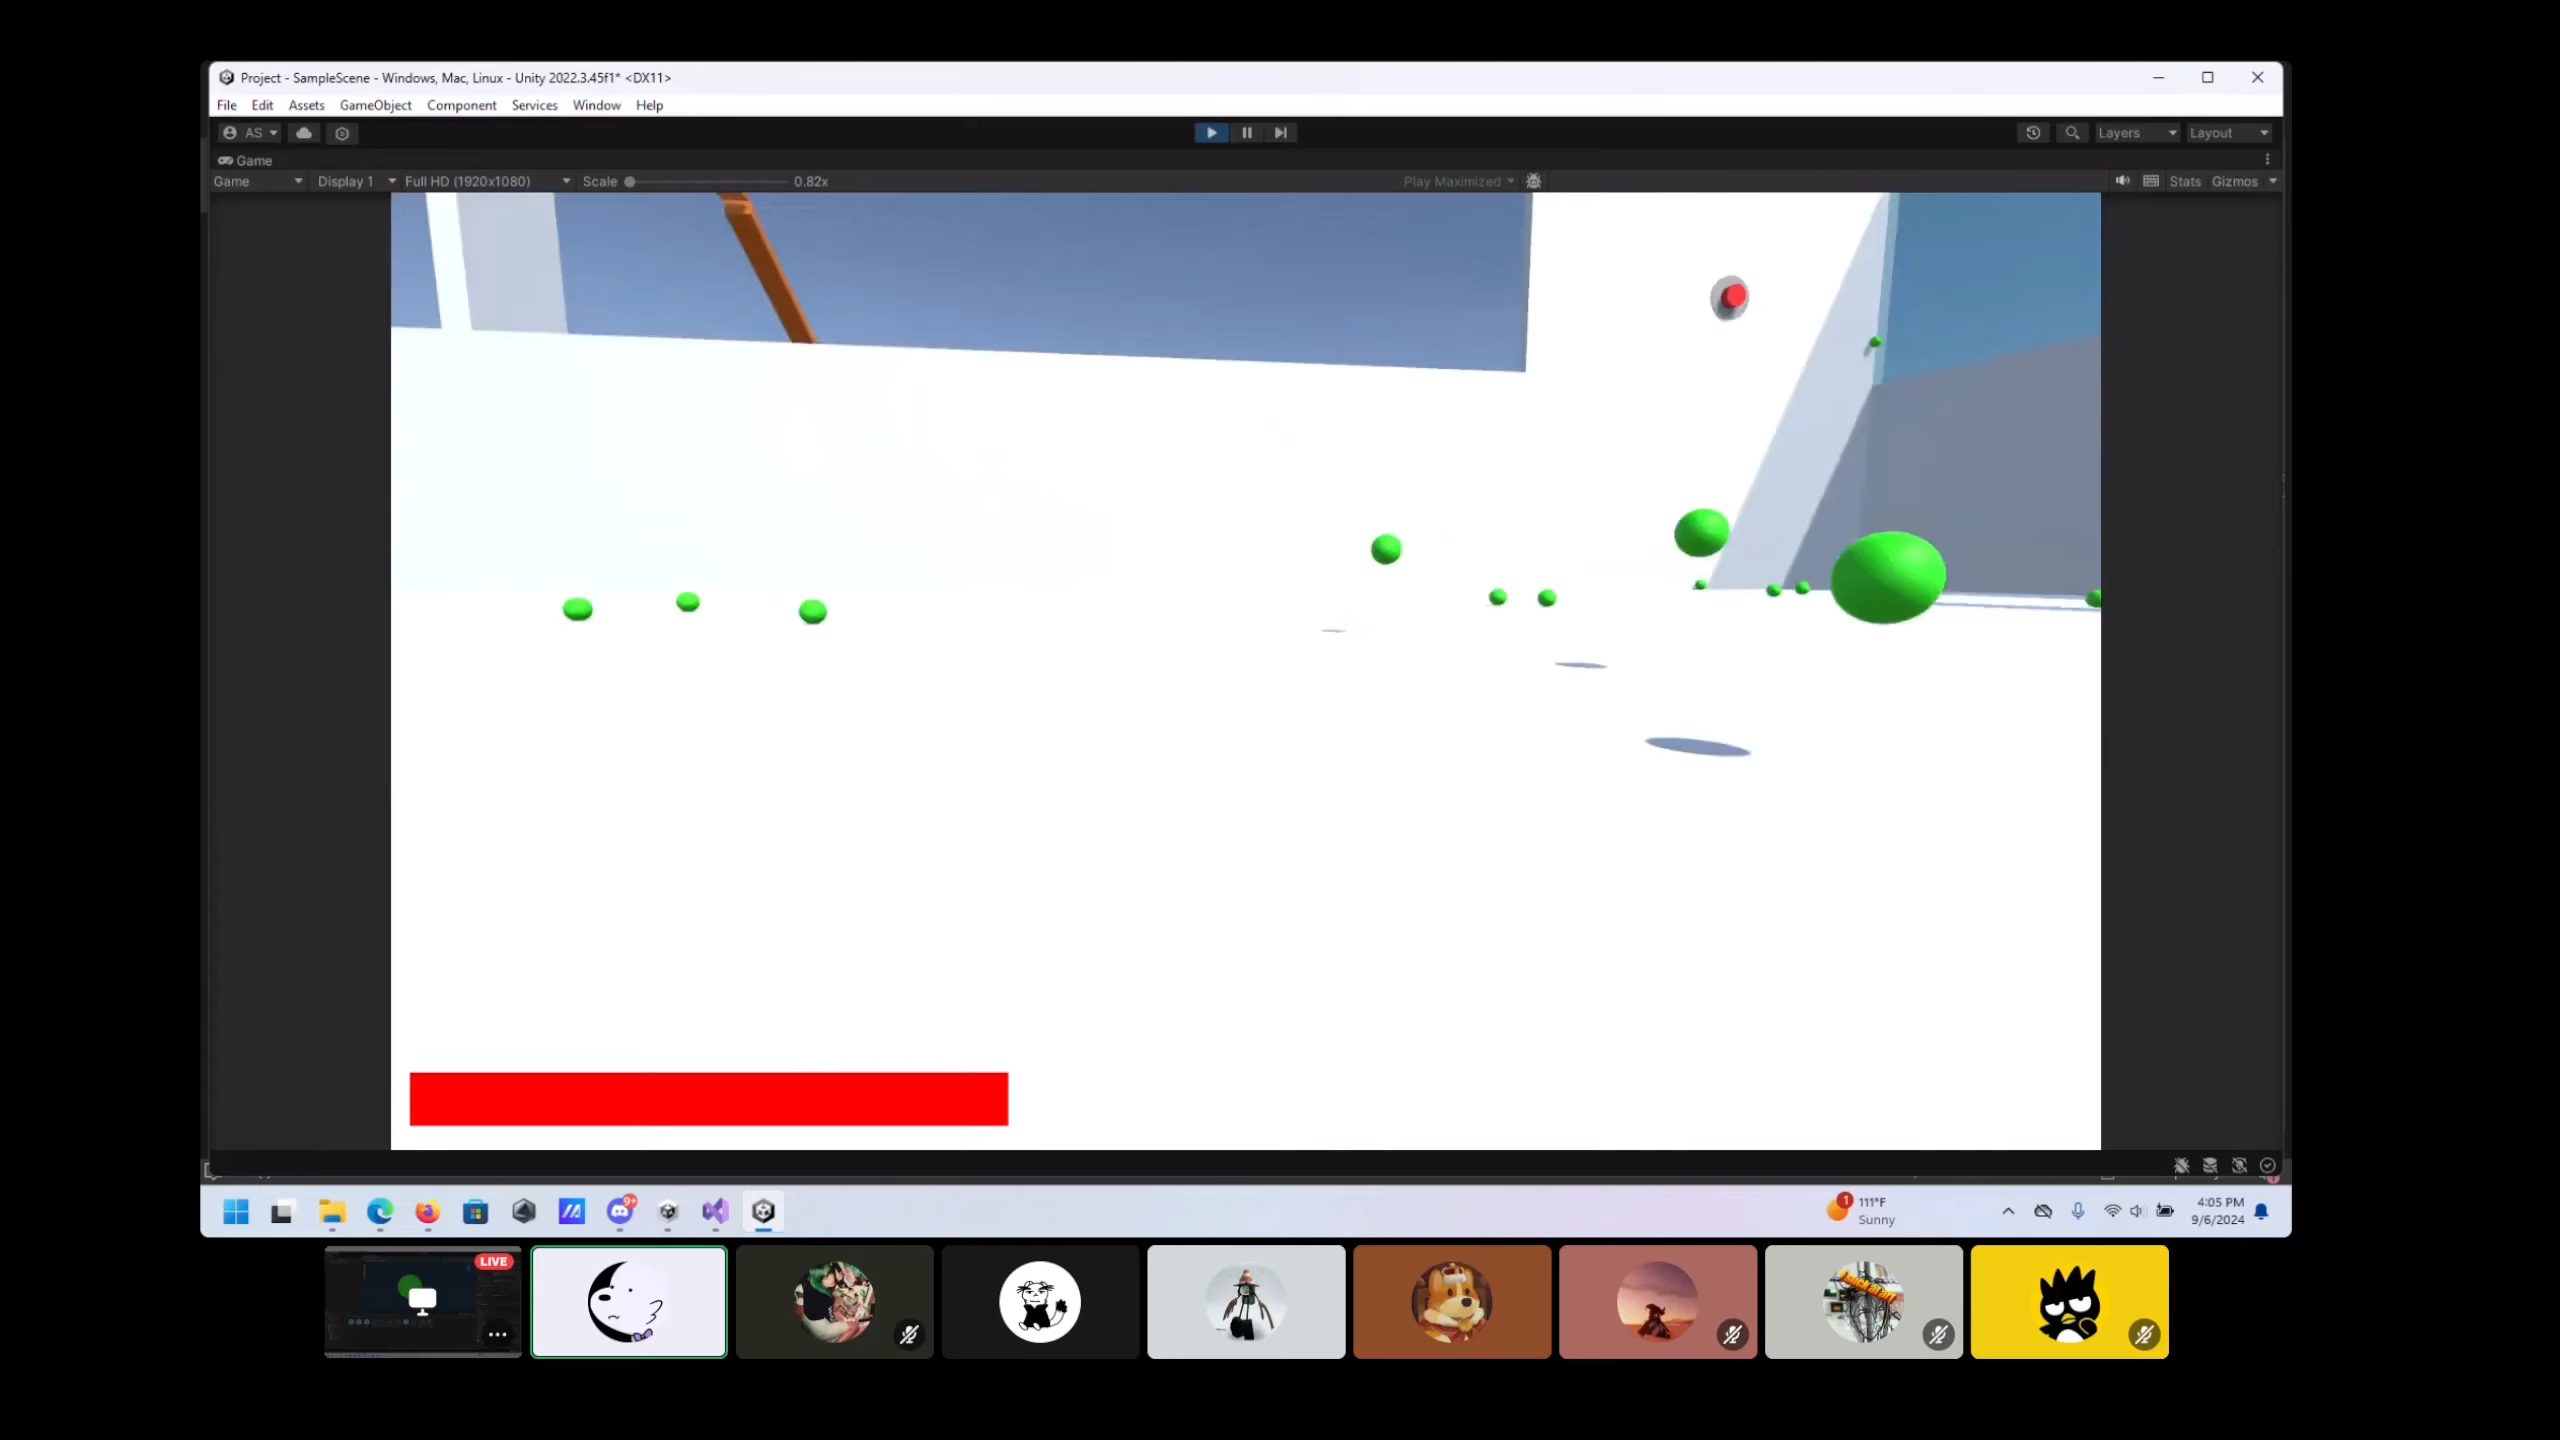 Project - SampleScene - Windows, Mac, Linux - Unity 2022.3.45f1* <DX11>
File Edit Assets GameObject Component Services Window Help
AS Layers Layout
Game
Game Display 1 Full HD (1920x1080) Scale 0.82x Play Maximized Stats Gizmos
9+
1
111°F
Sunny
4:05 PM
9/6/2024
LIVE